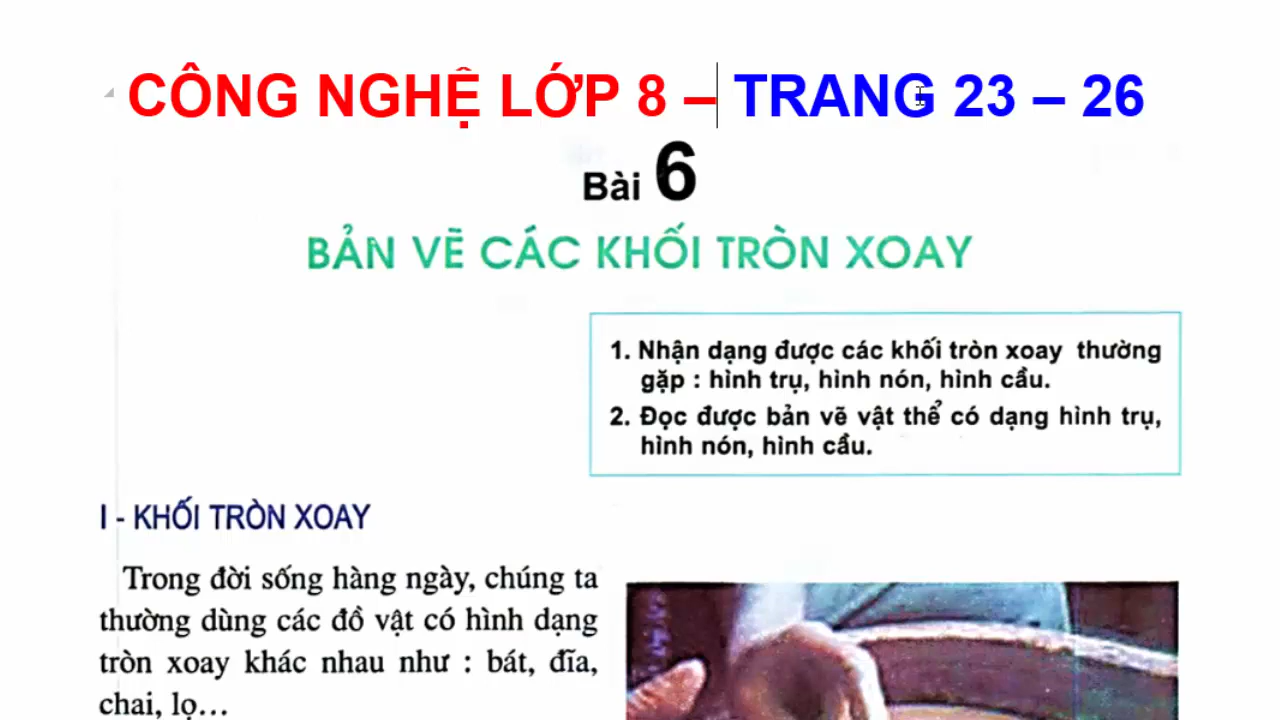 CÔNG NGHỆ LỚP 8 – TRANG 23 – 26
Bài 6
BẢN VẼ CÁC KHỐI TRÒN XOAY
1. Nhận dạng được các khối tròn xoay thường
gặp : hình trụ, hình nón, hình cầu.
2. Đọc được bản vẽ vật thể có dạng hình trụ,
hình nón, hình cầu.
I - KHỐI TRÒN XOAY
Trong đời sống hàng ngày, chúng ta
thường dùng các đồ vật có hình dạng
tròn xoay khác nhau như : bát, đĩa,
chai, lọ...